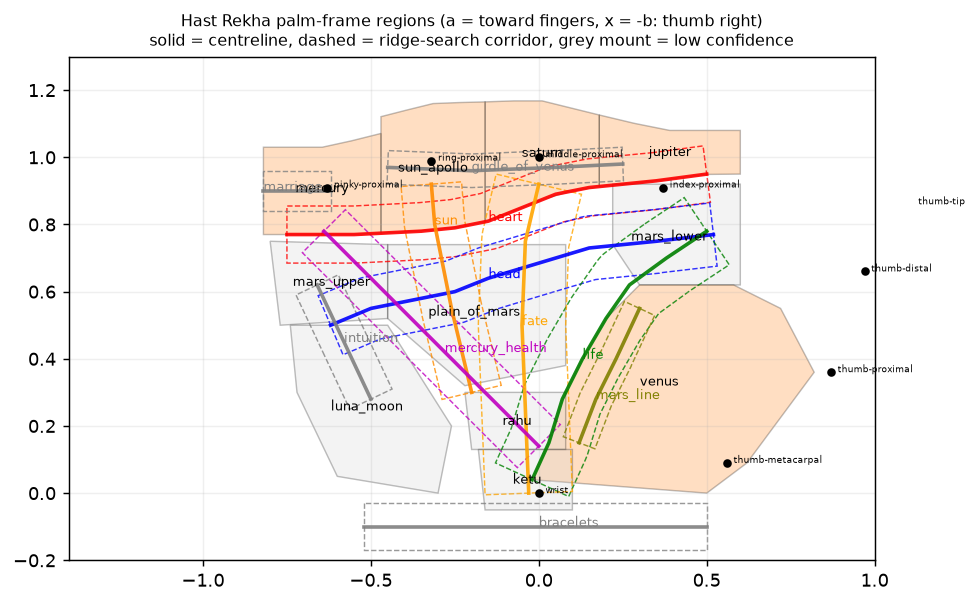 Hast Rekha palm-frame regions (a = toward fingers, x = -b: thumb right)
solid = centreline, dashed = ridge-search corridor, grey mount = low confidence
1.2
1.0
0.8
0.6
0.4
0.2
0.0
−0.2
−1.0
−0.5
0.0
0.5
1.0
saturn
middle-proximal
jupiter
ring-proximal
sun_apollo
girdle_of_venus
mercury
pinky-proximal
index-proximal
thumb-tip
sun
heart
mars_lower
thumb-distal
head
mars_upper
plain_of_mars
fate
intuition
mercury_health
life
thumb-proximal
venus
mars_line
luna_moon
rahu
thumb-metacarpal
ketu
wrist
bracelets